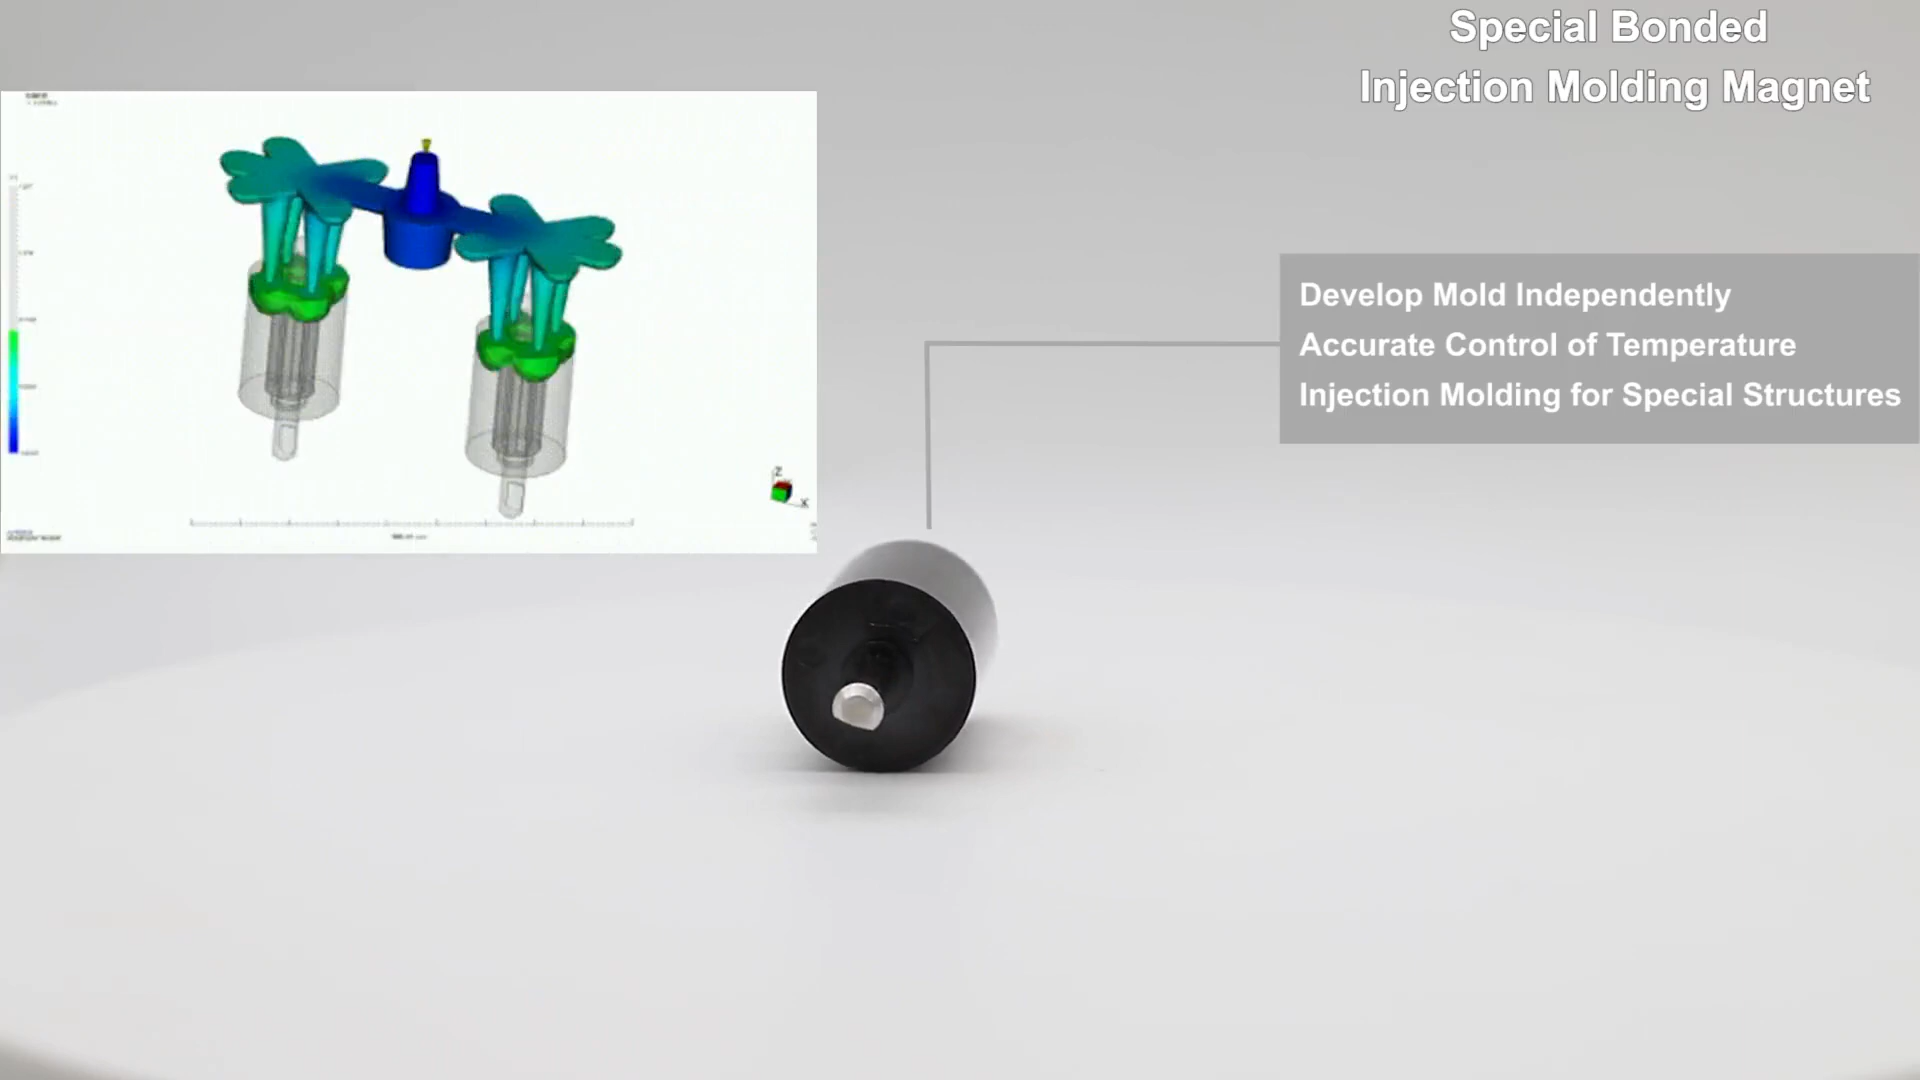 Special Bonded
Injection Molding Magnet
Develop Mold Independently
Accurate Control of Temperature
Injection Molding for Special Structures
Z
X